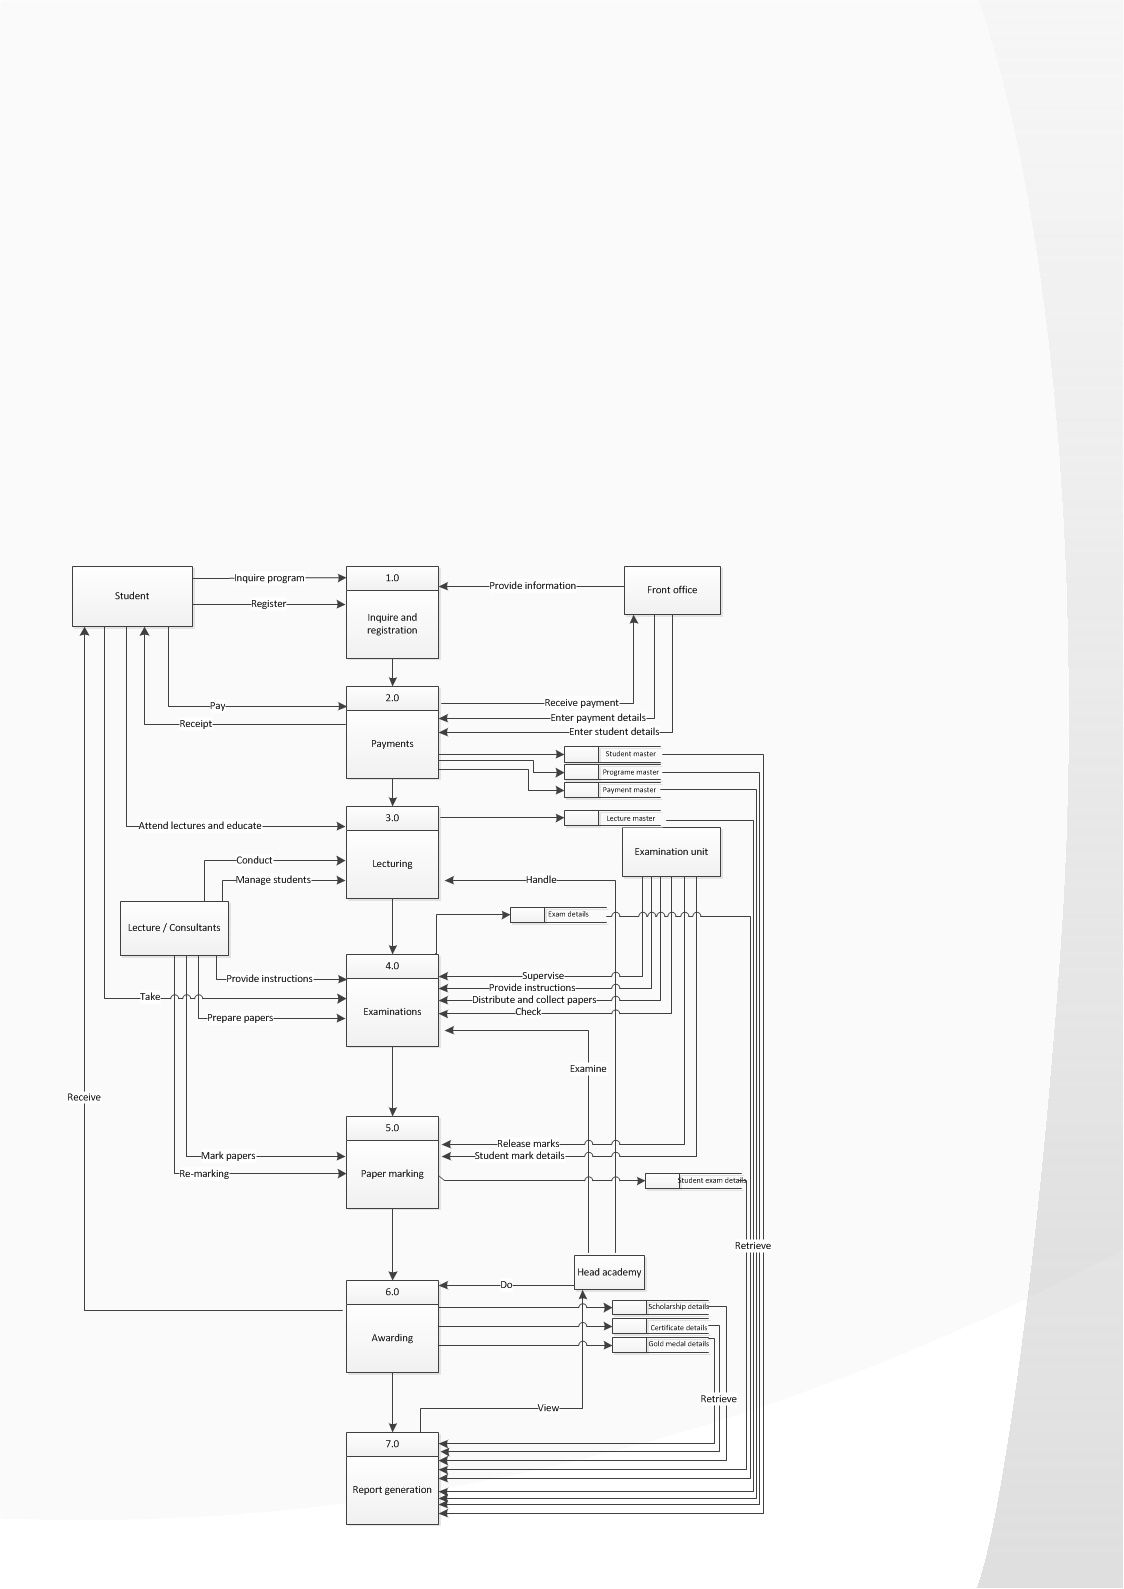 Student
Inquire program
1.0
Provide information
Front office
Register
Inquire and
registration
Pay
2.0
Receive payment
Receipt
Enter payment details
Enter student details
Payments
Student master
Programe master
Payment master
3.0
Lecture master
Attend lectures and educate
Examination unit
Conduct
Lecturing
Manage students
Handle
Lecture / Consultants
Exam details
4.0
Provide instructions
Supervise
Provide instructions
Take
Distribute and collect papers
Prepare papers
Examinations
Check
Examine
Receive
5.0
Release marks
Mark papers
Student mark details
Re-marking
Paper marking
Student exam details
Retrieve
Head academy
6.0
Do
Scholarship details
Certificate details
Awarding
Gold medal details
Retrieve
View
7.0
Report generation